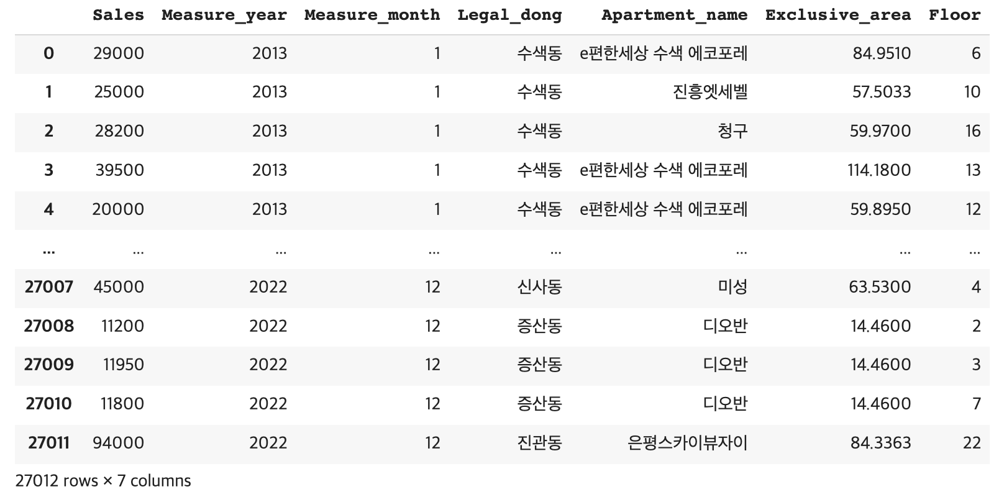 Sales Measure_year Measure_month Legal_dong Apartment_name Exclusive_area Floor
0 29000 2013 1 수색동 e편한세상 수색 에코포레 84.9510 6
1 25000 2013 1 수색동 진흥엣세벨 57.5033 10
2 28200 2013 1 수색동 청구 59.9700 16
3 39500 2013 1 수색동 e편한세상 수색 에코포레 114.1800 13
4 20000 2013 1 수색동 e편한세상 수색 에코포레 59.8950 12
... ... ... ... ... ... ... ...
27007 45000 2022 12 신사동 미성 63.5300 4
27008 11200 2022 12 증산동 디오반 14.4600 2
27009 11950 2022 12 증산동 디오반 14.4600 3
27010 11800 2022 12 증산동 디오반 14.4600 7
27011 94000 2022 12 진관동 은평스카이뷰자이 84.3363 22
27012 rows × 7 columns